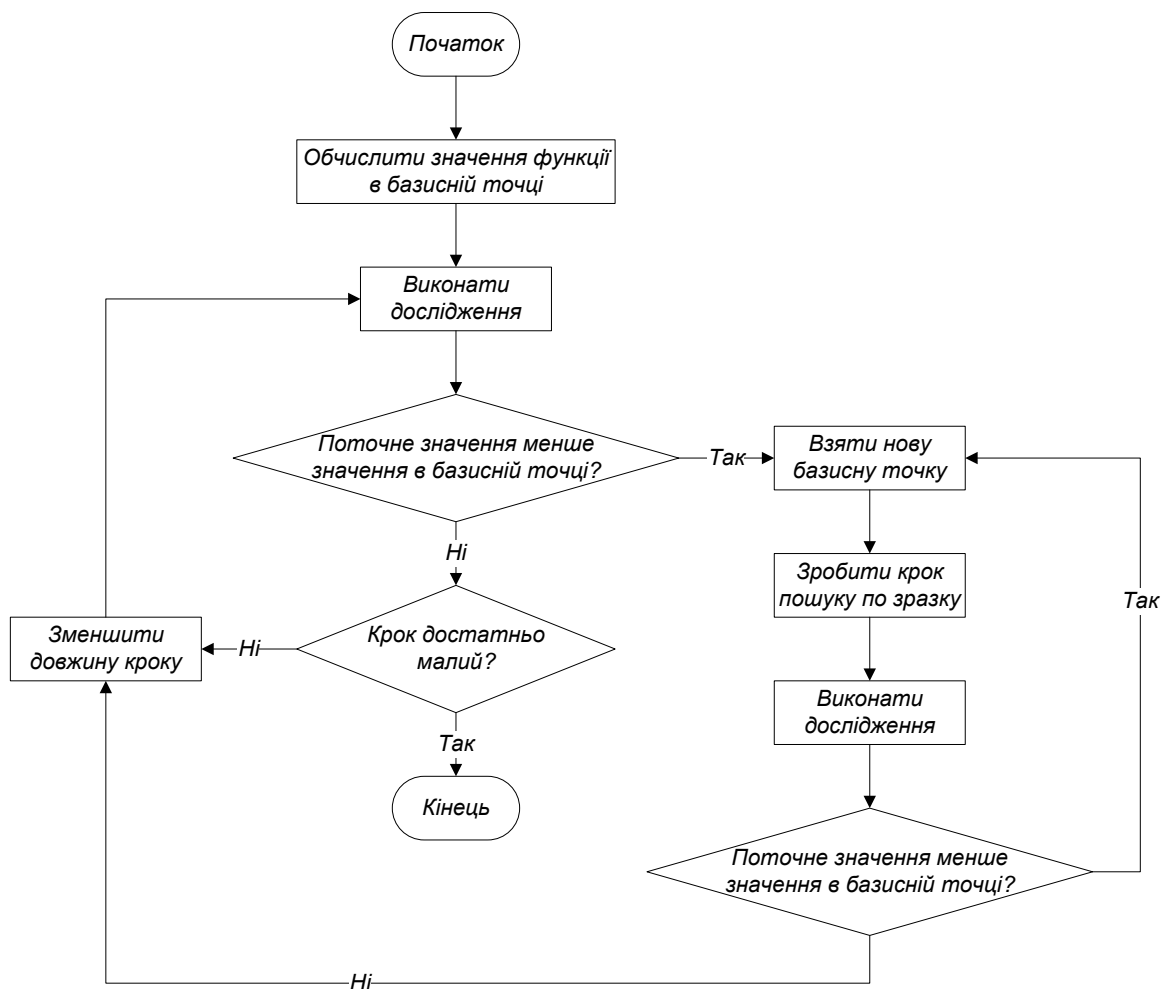 Початок
Обчислити значення функції
в базисній точці
Виконати
дослідження
Поточне значення менше
значення в базисній точці?
Так
Взяти нову
базисну точку
Ні
Зробити крок
пошуку по зразку
Так
Зменшити
довжину кроку
Ні
Крок достатньо
малий?
Виконати
дослідження
Так
Кінець
Поточне значення менше
значення в базисній точці?
Ні